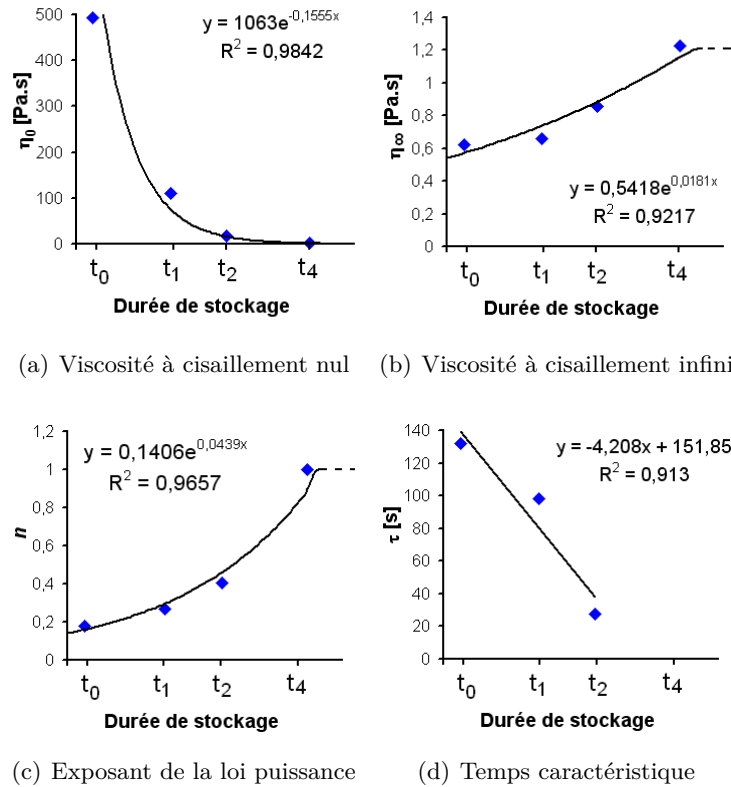 500
400
300
200
100
0
η₀ [Pa.s]
y = 1063e^-0,1555x
R² = 0,9842
t₀ t₁ t₂ t₄
Durée de stockage
(a) Viscosité à cisaillement nul
1,4
1,2
1
0,8
0,6
0,4
0,2
0
η∞ [Pa.s]
y = 0,5418e^0,0181x
R² = 0,9217
t₀ t₁ t₂ t₄
Durée de stockage
(b) Viscosité à cisaillement infini
1,2
1
0,8
0,6
0,4
0,2
0
n
y = 0,1406e^0,0439x
R² = 0,9657
t₀ t₁ t₂ t₄
Durée de stockage
(c) Exposant de la loi puissance
140
120
100
80
60
40
20
0
τ [s]
y = -4,208x + 151,85
R² = 0,913
t₀ t₁ t₂ t₄
Durée de stockage
(d) Temps caractéristique